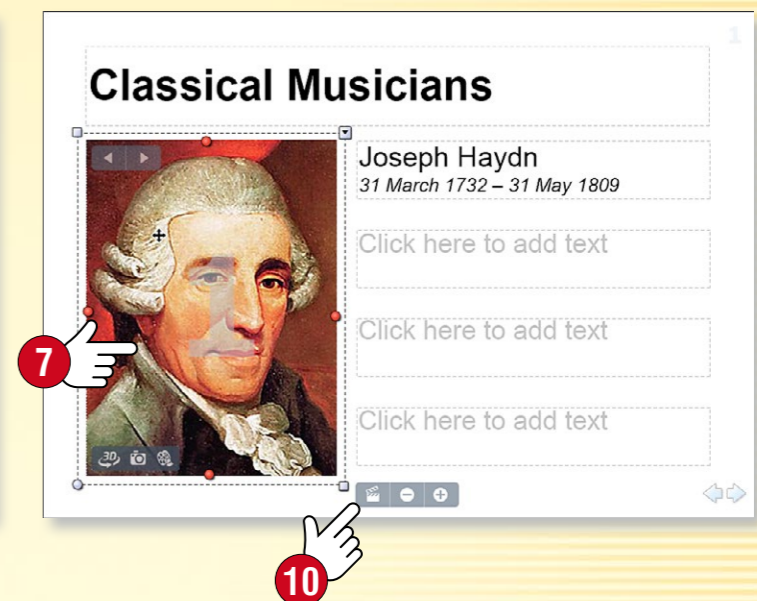 1
Classical Musicians
Joseph Haydn
31 March 1732 – 31 May 1809
Click here to add text
Click here to add text
Click here to add text
3D
7
10